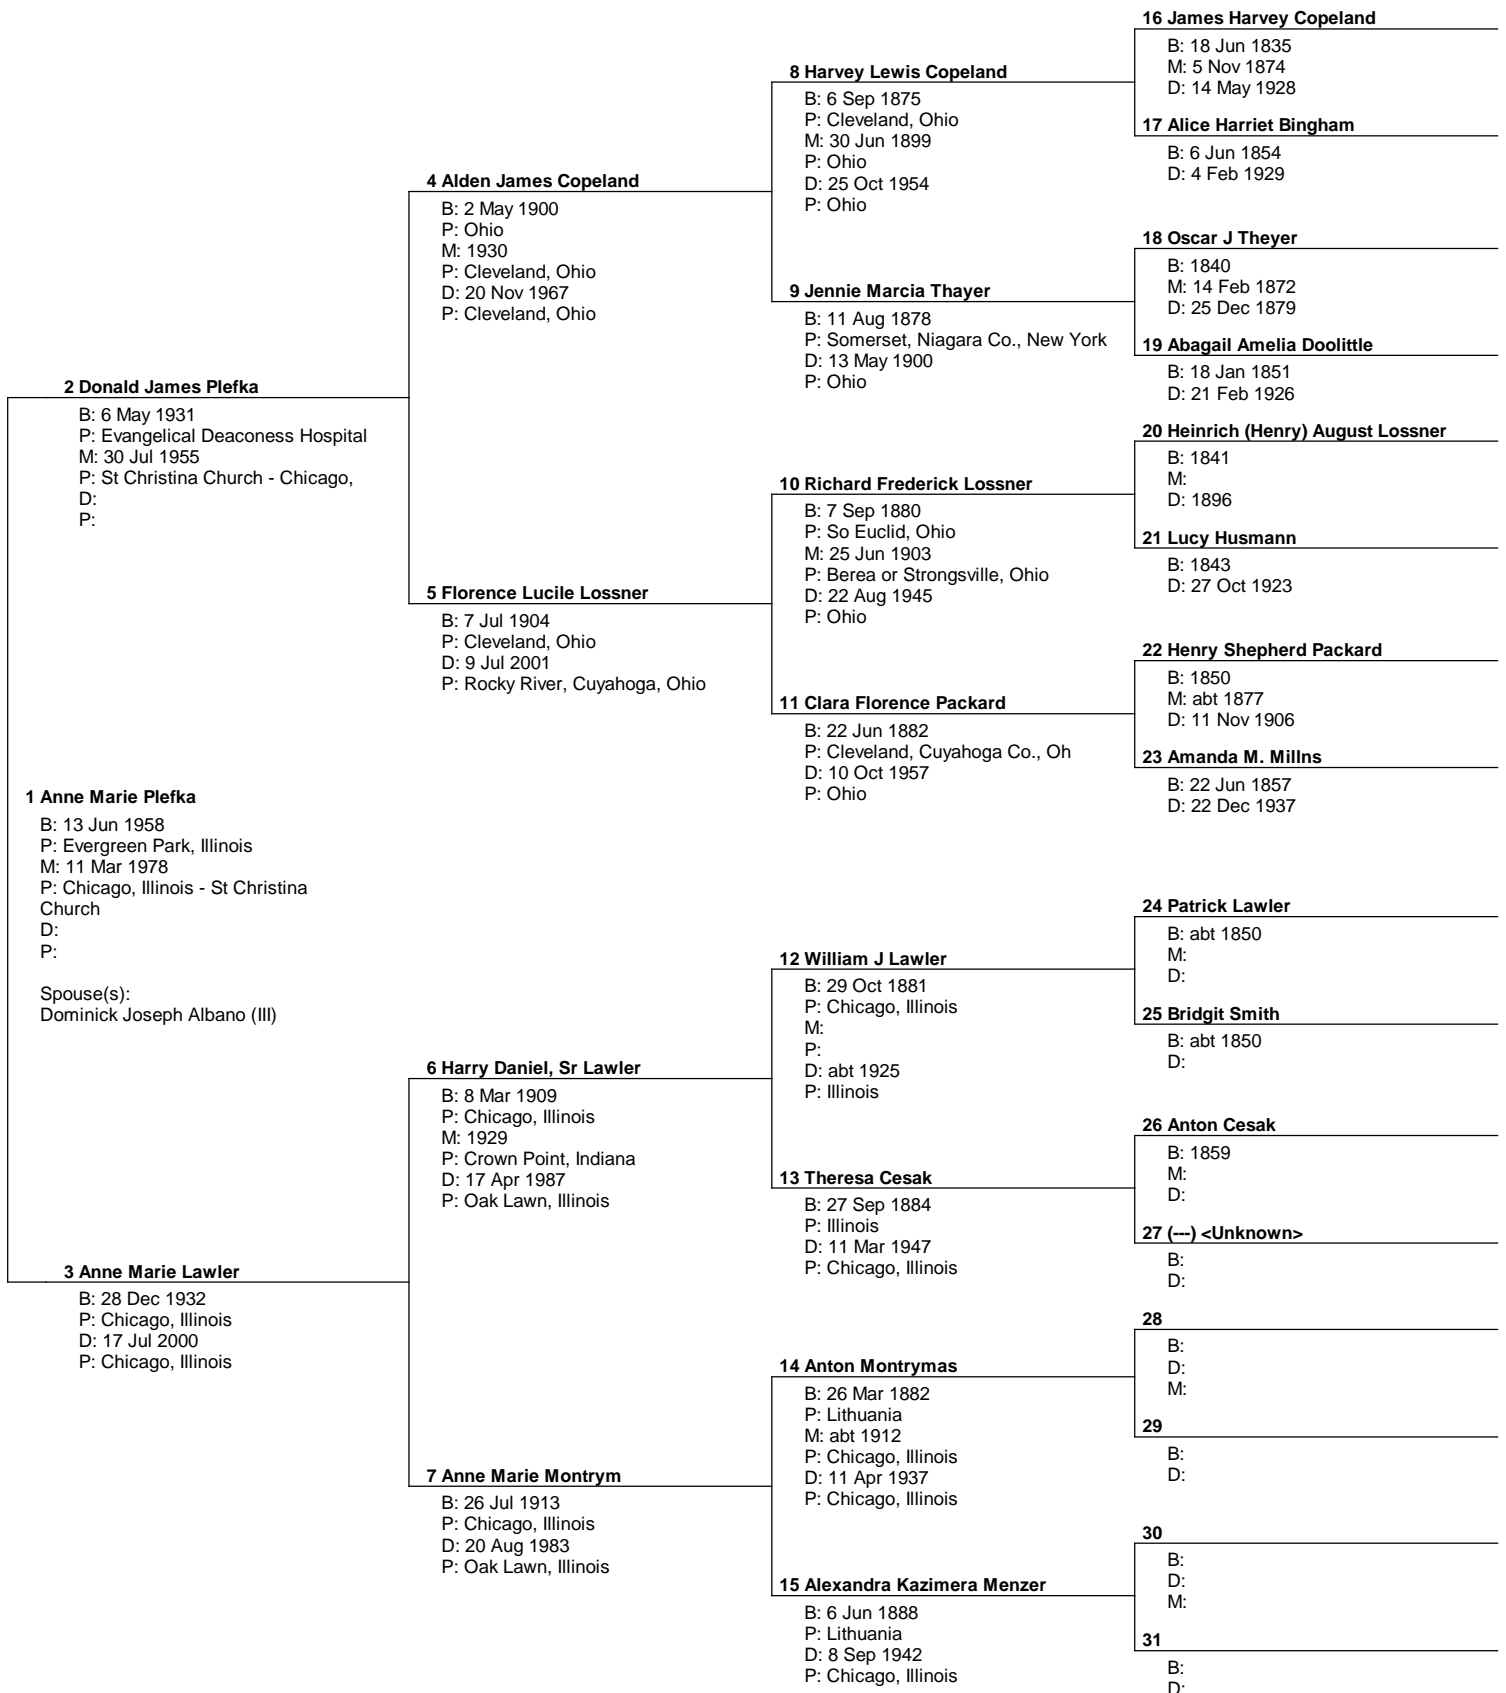 16 James Harvey Copeland
B: 18 Jun 1835
M: 5 Nov 1874
D: 14 May 1928
8 Harvey Lewis Copeland
B: 6 Sep 1875
P: Cleveland, Ohio
M: 30 Jun 1899
P: Ohio
D: 25 Oct 1954
P: Ohio
17 Alice Harriet Bingham
B: 6 Jun 1854
D: 4 Feb 1929
4 Alden James Copeland
B: 2 May 1900
P: Ohio
M: 1930
P: Cleveland, Ohio
D: 20 Nov 1967
P: Cleveland, Ohio
18 Oscar J Theyer
B: 1840
M: 14 Feb 1872
D: 25 Dec 1879
9 Jennie Marcia Thayer
B: 11 Aug 1878
P: Somerset, Niagara Co., New York
D: 13 May 1900
P: Ohio
19 Abagail Amelia Doolittle
B: 18 Jan 1851
D: 21 Feb 1926
2 Donald James Plefka
B: 6 May 1931
P: Evangelical Deaconess Hospital
M: 30 Jul 1955
P: St Christina Church - Chicago,
D:
P:
20 Heinrich (Henry) August Lossner
B: 1841
M:
D: 1896
10 Richard Frederick Lossner
B: 7 Sep 1880
P: So Euclid, Ohio
M: 25 Jun 1903
P: Berea or Strongsville, Ohio
D: 22 Aug 1945
P: Ohio
21 Lucy Husmann
B: 1843
D: 27 Oct 1923
5 Florence Lucile Lossner
B: 7 Jul 1904
P: Cleveland, Ohio
D: 9 Jul 2001
P: Rocky River, Cuyahoga, Ohio
22 Henry Shepherd Packard
B: 1850
M: abt 1877
D: 11 Nov 1906
11 Clara Florence Packard
B: 22 Jun 1882
P: Cleveland, Cuyahoga Co., Oh
D: 10 Oct 1957
P: Ohio
23 Amanda M. Millns
B: 22 Jun 1857
D: 22 Dec 1937
1 Anne Marie Plefka
B: 13 Jun 1958
P: Evergreen Park, Illinois
M: 11 Mar 1978
P: Chicago, Illinois - St Christina
Church
D:
P:
Spouse(s):
Dominick Joseph Albano (III)
24 Patrick Lawler
B: abt 1850
M:
D:
12 William J Lawler
B: 29 Oct 1881
P: Chicago, Illinois
M:
P:
D: abt 1925
P: Illinois
25 Bridgit Smith
B: abt 1850
D:
6 Harry Daniel, Sr Lawler
B: 8 Mar 1909
P: Chicago, Illinois
M: 1929
P: Crown Point, Indiana
D: 17 Apr 1987
P: Oak Lawn, Illinois
26 Anton Cesak
B: 1859
M:
D:
13 Theresa Cesak
B: 27 Sep 1884
P: Illinois
D: 11 Mar 1947
P: Chicago, Illinois
27 (---) <Unknown>
B:
D:
3 Anne Marie Lawler
B: 28 Dec 1932
P: Chicago, Illinois
D: 17 Jul 2000
P: Chicago, Illinois
28
B:
D:
M:
14 Anton Montrymas
B: 26 Mar 1882
P: Lithuania
M: abt 1912
P: Chicago, Illinois
D: 11 Apr 1937
P: Chicago, Illinois
29
B:
D:
7 Anne Marie Montrym
B: 26 Jul 1913
P: Chicago, Illinois
D: 20 Aug 1983
P: Oak Lawn, Illinois
30
B:
D:
M:
15 Alexandra Kazimera Menzer
B: 6 Jun 1888
P: Lithuania
D: 8 Sep 1942
P: Chicago, Illinois
31
B:
D: